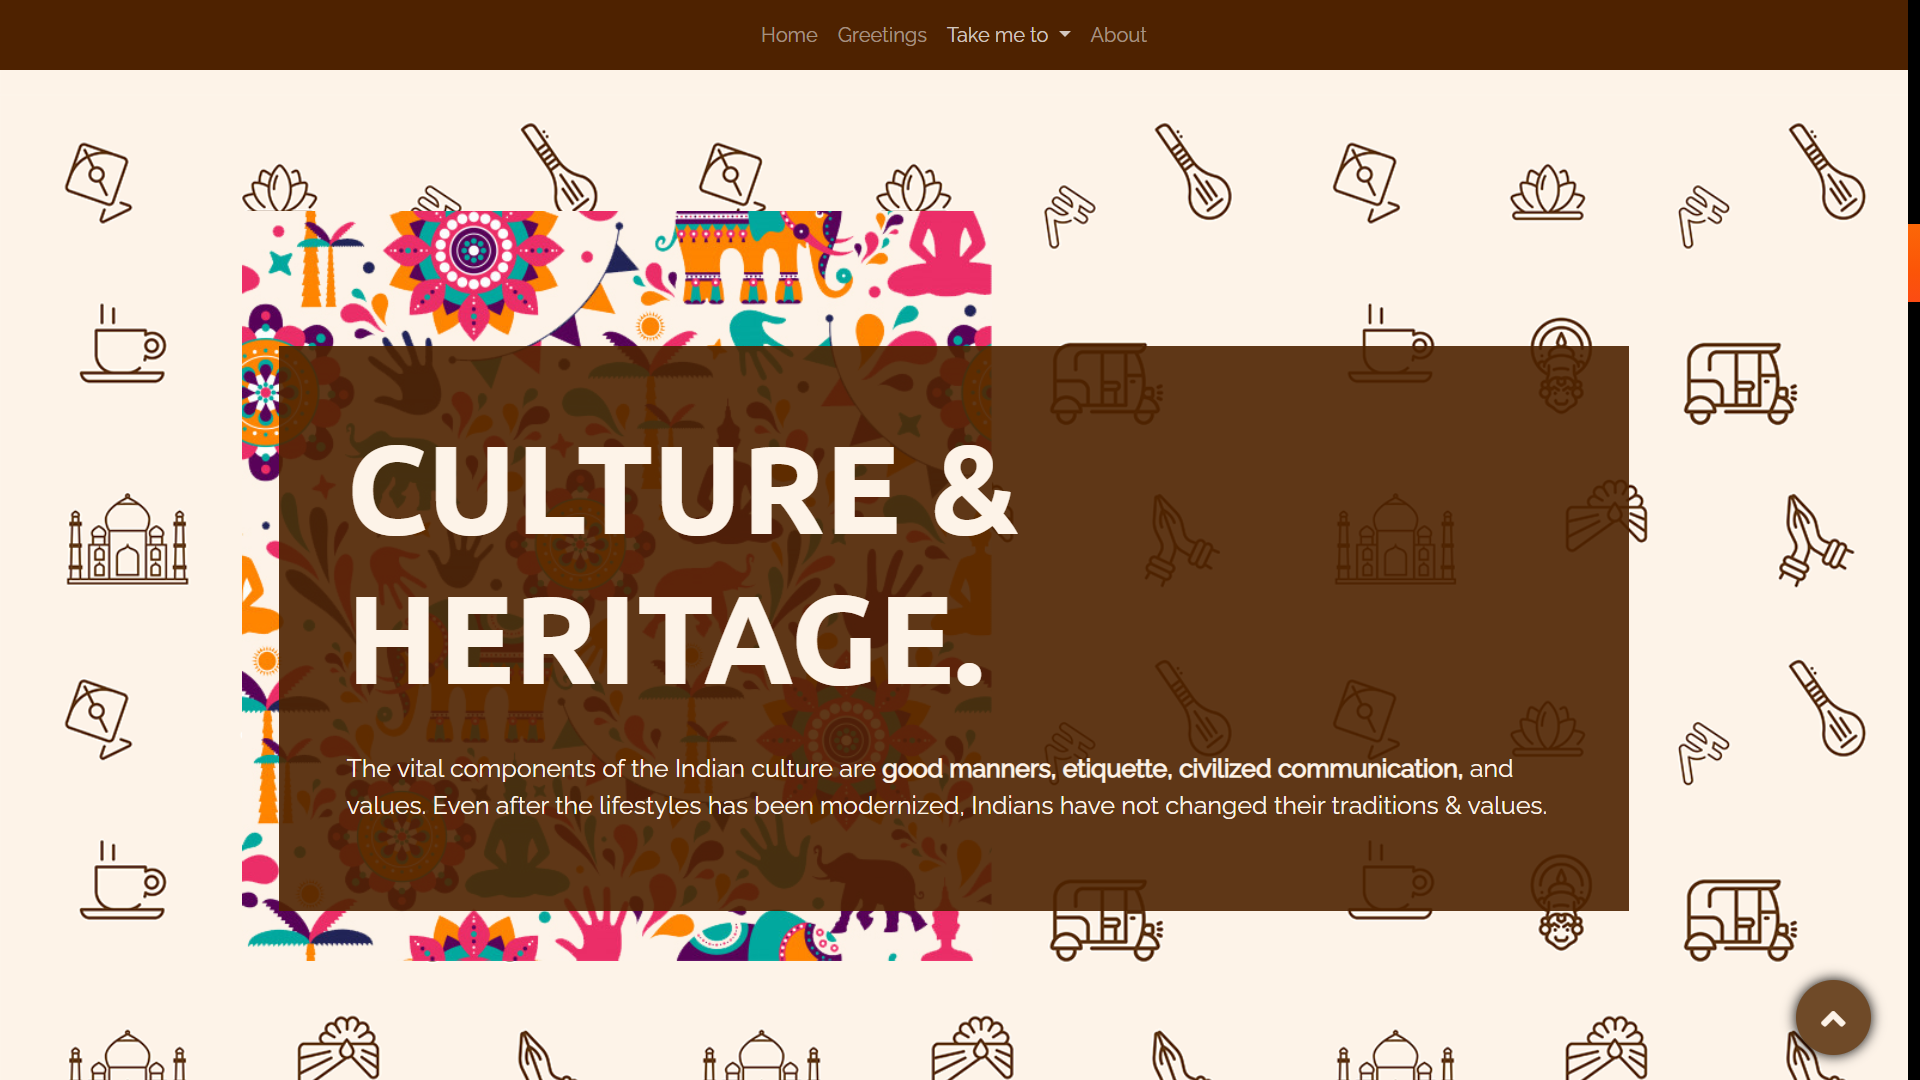 Home Greetings Take me to About
CULTURE &
HERITAGE.
The vital components of the Indian culture are good manners, etiquette, civilized communication, and
values. Even after the lifestyles has been modernized, Indians have not changed their traditions & values.